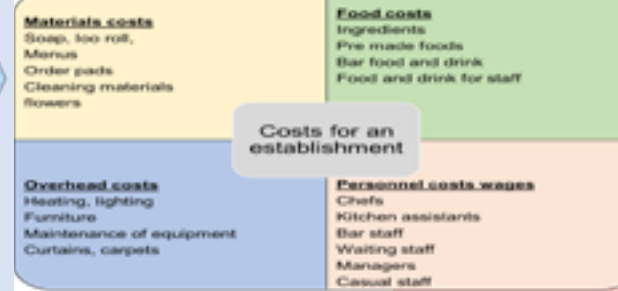 Materials costs
Soap, loo roll,
Menus
Order pads
Cleaning materials
flowers
Food costs
Ingredients
Pre made foods
Bar food and drink
Food and drink for staff
Costs for an
establishment
Overhead costs
Heating, lighting
Furniture
Maintenance of equipment
Curtains, carpets
Personnel costs wages
Chefs
Kitchen assistants
Bar staff
Waiting staff
Managers
Casual staff